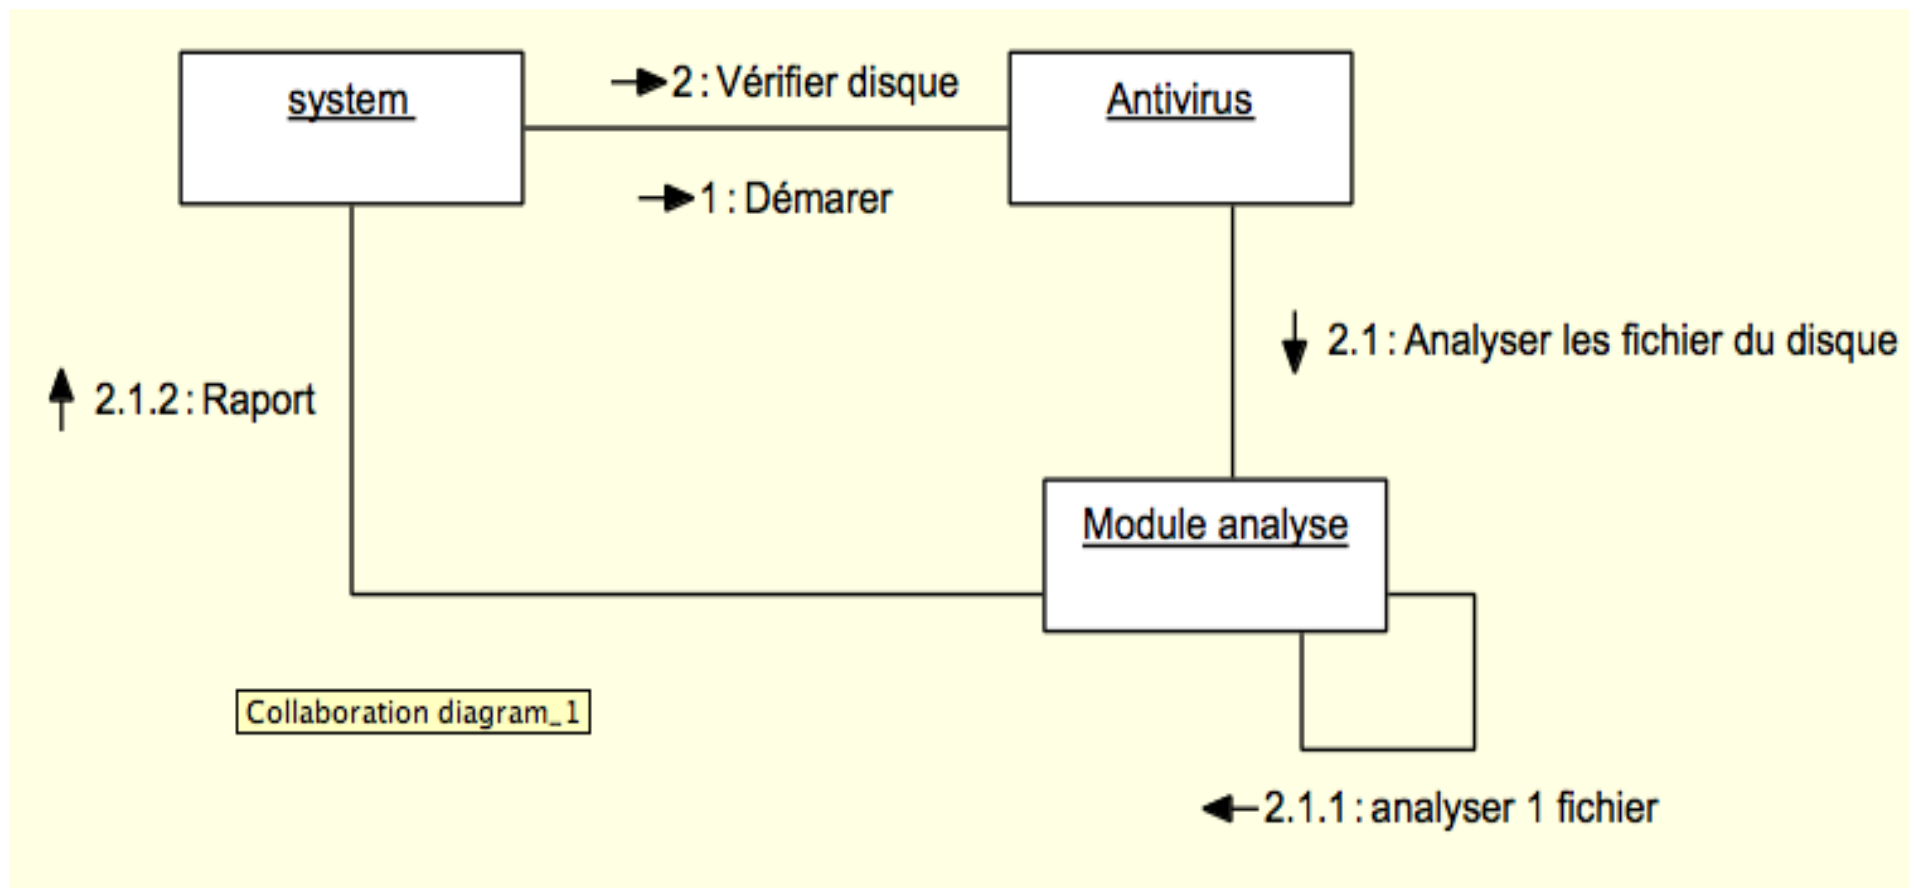 system
2 : Vérifier disque
Antivirus
1 : Démarer
2.1 : Analyser les fichier du disque
2.1.2 : Raport
Module analyse
Collaboration diagram_1
2.1.1 : analyser 1 fichier